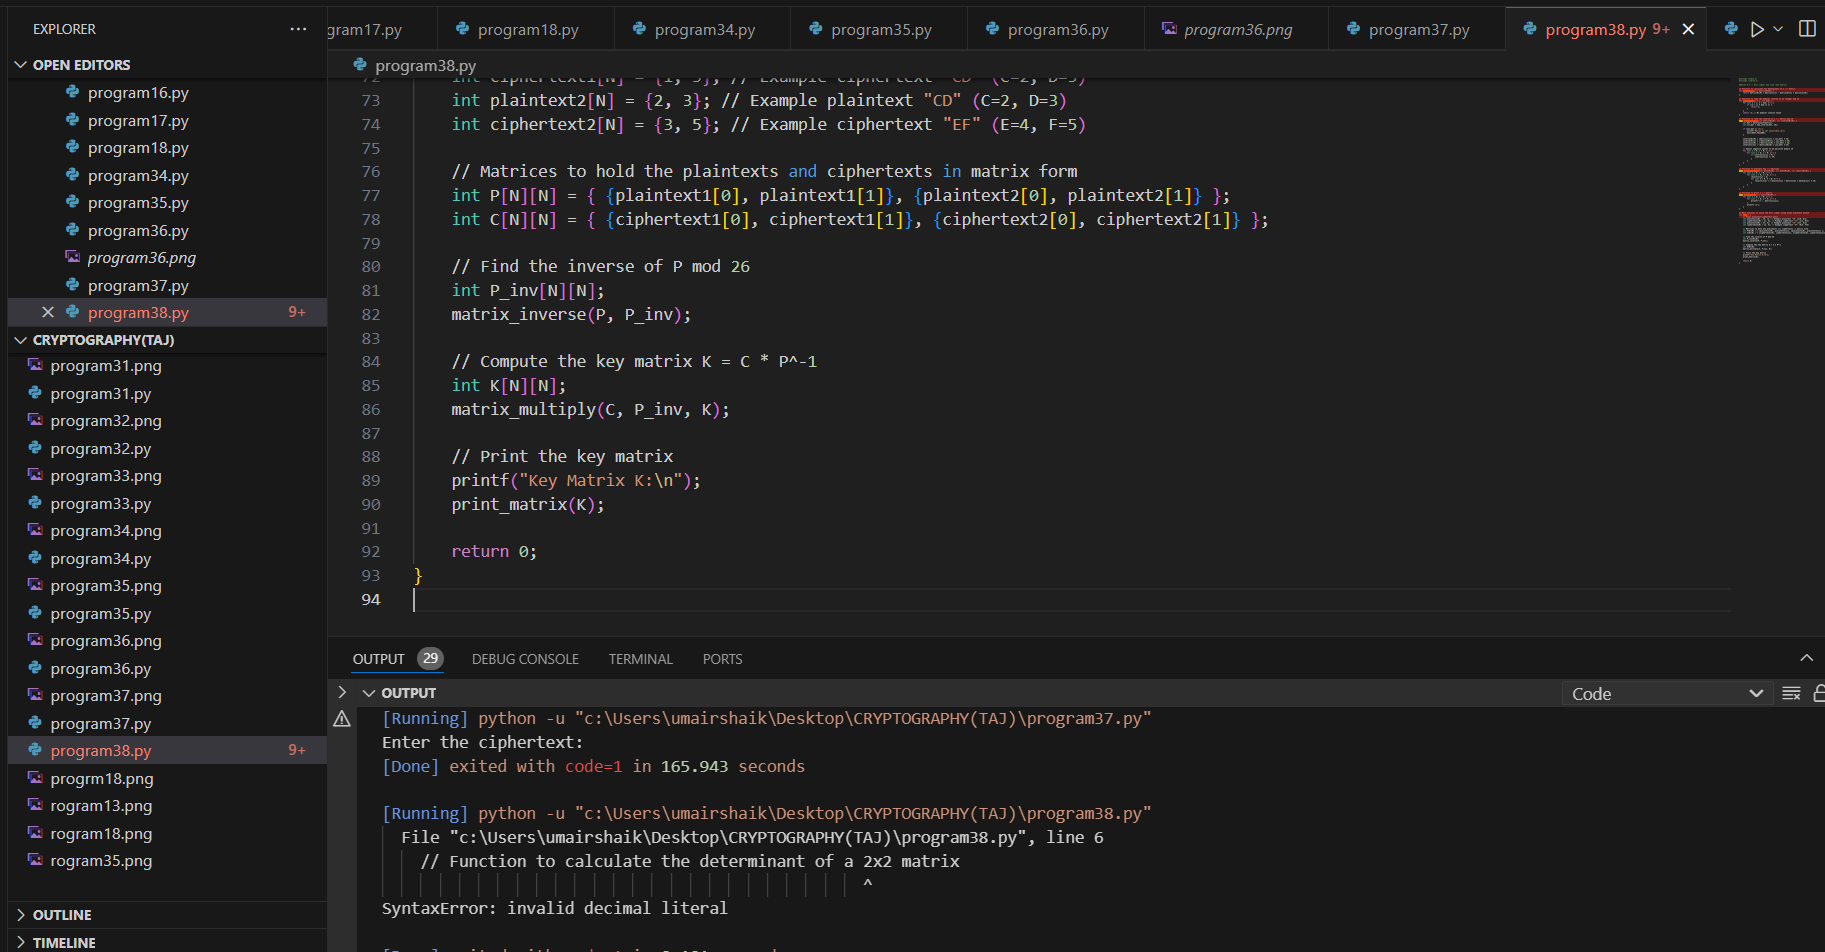 EXPLORER
···
OPEN EDITORS
program16.py
program17.py
program18.py
program34.py
program35.py
program36.py
program36.png
program37.py
program38.py 9+
CRYPTOGRAPHY(TAJ)
program31.png
program31.py
program32.png
program32.py
program33.png
program33.py
program34.png
program34.py
program35.png
program35.py
program36.png
program36.py
program37.png
program37.py
program38.py 9+
progrm18.png
rogram13.png
rogram18.png
rogram35.png
OUTLINE
TIMELINE
gram17.py program18.py program34.py program35.py program36.py program36.png program37.py program38.py 9+
program38.py
72 int ciphertext1[N] = {1, 3}; // Example ciphertext "CD" (C=2, D=3)
73 int plaintext2[N] = {2, 3}; // Example plaintext "CD" (C=2, D=3)
74 int ciphertext2[N] = {3, 5}; // Example ciphertext "EF" (E=4, F=5)
75
76 // Matrices to hold the plaintexts and ciphertexts in matrix form
77 int P[N][N] = { {plaintext1[0], plaintext1[1]}, {plaintext2[0], plaintext2[1]} };
78 int C[N][N] = { {ciphertext1[0], ciphertext1[1]}, {ciphertext2[0], ciphertext2[1]} };
79
80 // Find the inverse of P mod 26
81 int P_inv[N][N];
82 matrix_inverse(P, P_inv);
83
84 // Compute the key matrix K = C * P^-1
85 int K[N][N];
86 matrix_multiply(C, P_inv, K);
87
88 // Print the key matrix
89 printf("Key Matrix K:\n");
90 print_matrix(K);
91
92 return 0;
93 }
94
OUTPUT 29 DEBUG CONSOLE TERMINAL PORTS
OUTPUT Code
[Running] python -u "c:\Users\umairshaik\Desktop\CRYPTOGRAPHY(TAJ)\program37.py"
Enter the ciphertext:
[Done] exited with code=1 in 165.943 seconds
[Running] python -u "c:\Users\umairshaik\Desktop\CRYPTOGRAPHY(TAJ)\program38.py"
File "c:\Users\umairshaik\Desktop\CRYPTOGRAPHY(TAJ)\program38.py", line 6
// Function to calculate the determinant of a 2x2 matrix
^
SyntaxError: invalid decimal literal